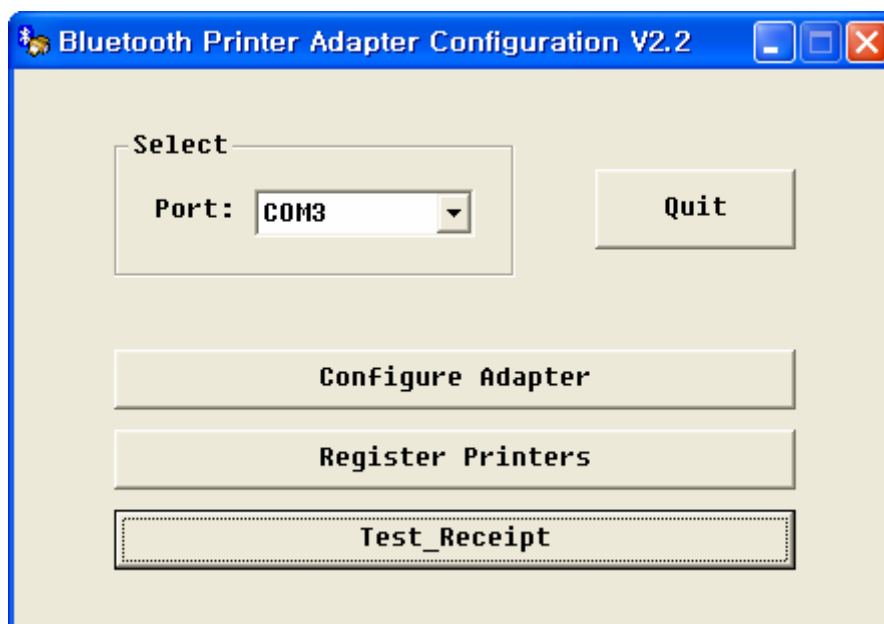 Bluetooth Printer Adapter Configuration V2.2
Select
Port: COM3
Quit
Configure Adapter
Register Printers
Test_Receipt